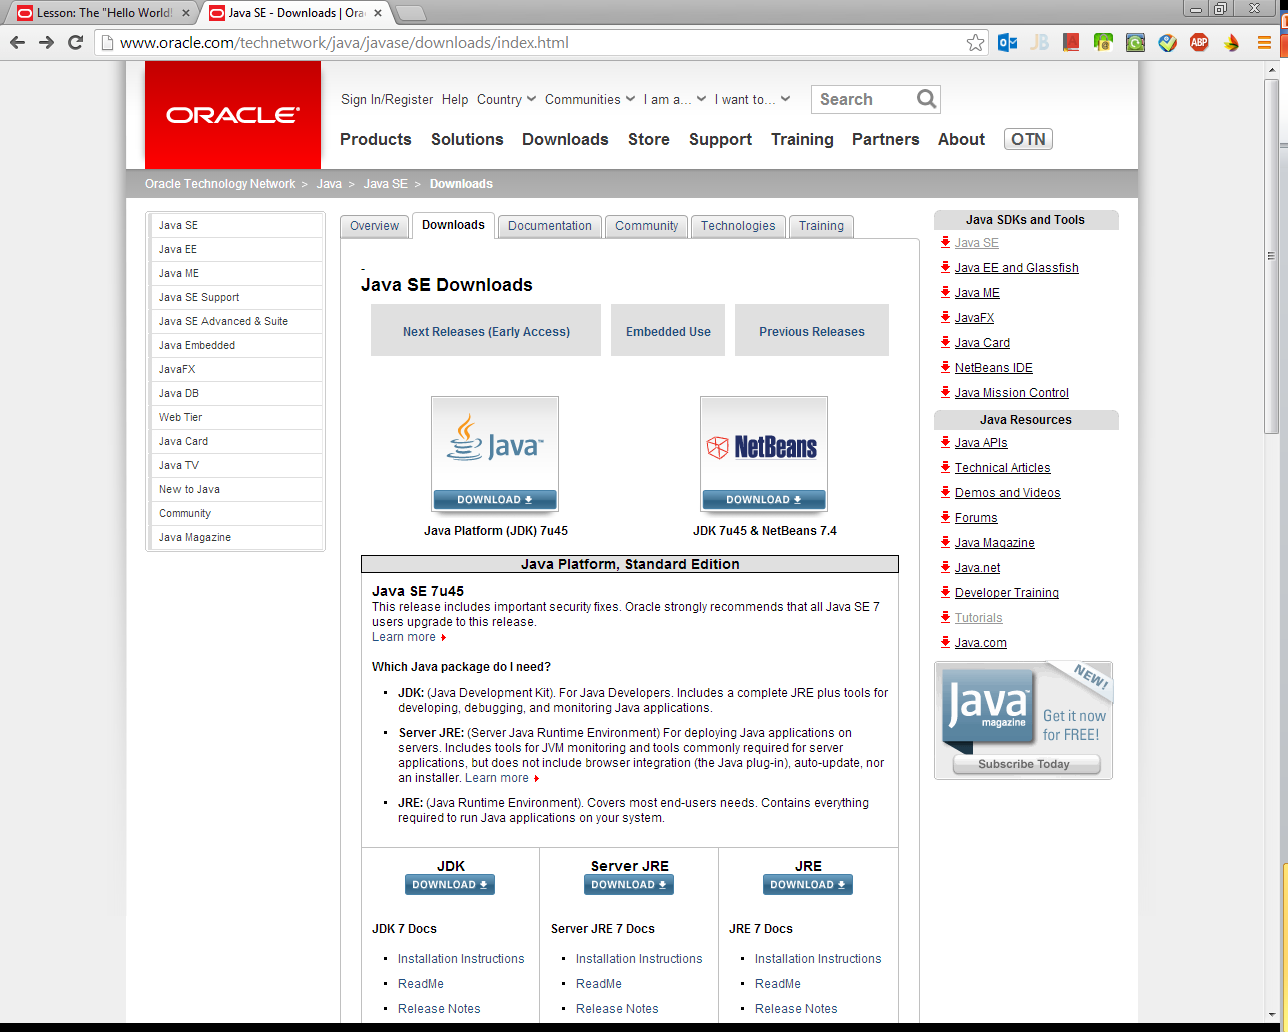 Lesson: The "Hello World!
Java SE - Downloads | Ora
www.oracle.com/technetwork/java/javase/downloads/index.html
JB
ABP
ORACLE
Sign In/Register Help Country Communities I am a... I want to... Search
Products Solutions Downloads Store Support Training Partners About OTN
Oracle Technology Network > Java > Java SE > Downloads
Java SE
Java EE
Java ME
Java SE Support
Java SE Advanced & Suite
Java Embedded
JavaFX
Java DB
Web Tier
Java Card
Java TV
New to Java
Community
Java Magazine
Overview Downloads Documentation Community Technologies Training
-
Java SE Downloads
Next Releases (Early Access) Embedded Use Previous Releases
Java™
NetBeans
DOWNLOAD DOWNLOAD
Java Platform (JDK) 7u45 JDK 7u45 & NetBeans 7.4
Java Platform, Standard Edition
Java SE 7u45
This release includes important security fixes. Oracle strongly recommends that all Java SE 7
users upgrade to this release.
Learn more
Which Java package do I need?
JDK: (Java Development Kit). For Java Developers. Includes a complete JRE plus tools for
developing, debugging, and monitoring Java applications.
Server JRE: (Server Java Runtime Environment) For deploying Java applications on
servers. Includes tools for JVM monitoring and tools commonly required for server
applications, but does not include browser integration (the Java plug-in), auto-update, nor
an installer. Learn more
JRE: (Java Runtime Environment). Covers most end-users needs. Contains everything
required to run Java applications on your system.
JDK Server JRE JRE
DOWNLOAD DOWNLOAD DOWNLOAD
JDK 7 Docs Server JRE 7 Docs JRE 7 Docs
Installation Instructions Installation Instructions Installation Instructions
ReadMe ReadMe ReadMe
Release Notes Release Notes Release Notes
Java SDKs and Tools
Java SE
Java EE and Glassfish
Java ME
JavaFX
Java Card
NetBeans IDE
Java Mission Control
Java Resources
Java APIs
Technical Articles
Demos and Videos
Forums
Java Magazine
Java.net
Developer Training
Tutorials
Java.com
NEW!
Java™
magazine
Get it now
for FREE!
Subscribe Today